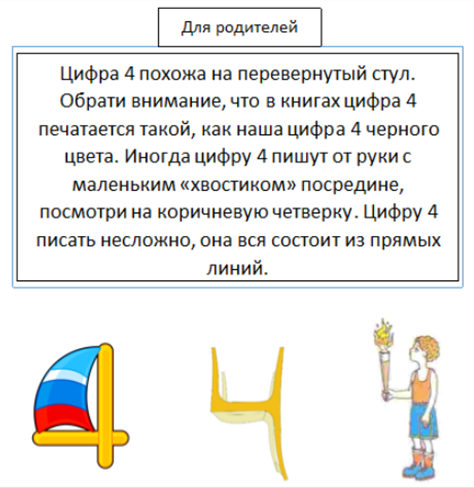 Для родителей
Цифра 4 похожа на перевернутый стул.
Обрати внимание, что в книгах цифра 4
печатается такой, как наша цифра 4 черного
цвета. Иногда цифру 4 пишут от руки с
маленьким «хвостиком» посредине,
посмотри на коричневую четверку. Цифру 4
писать несложно, она вся состоит из прямых
линий.